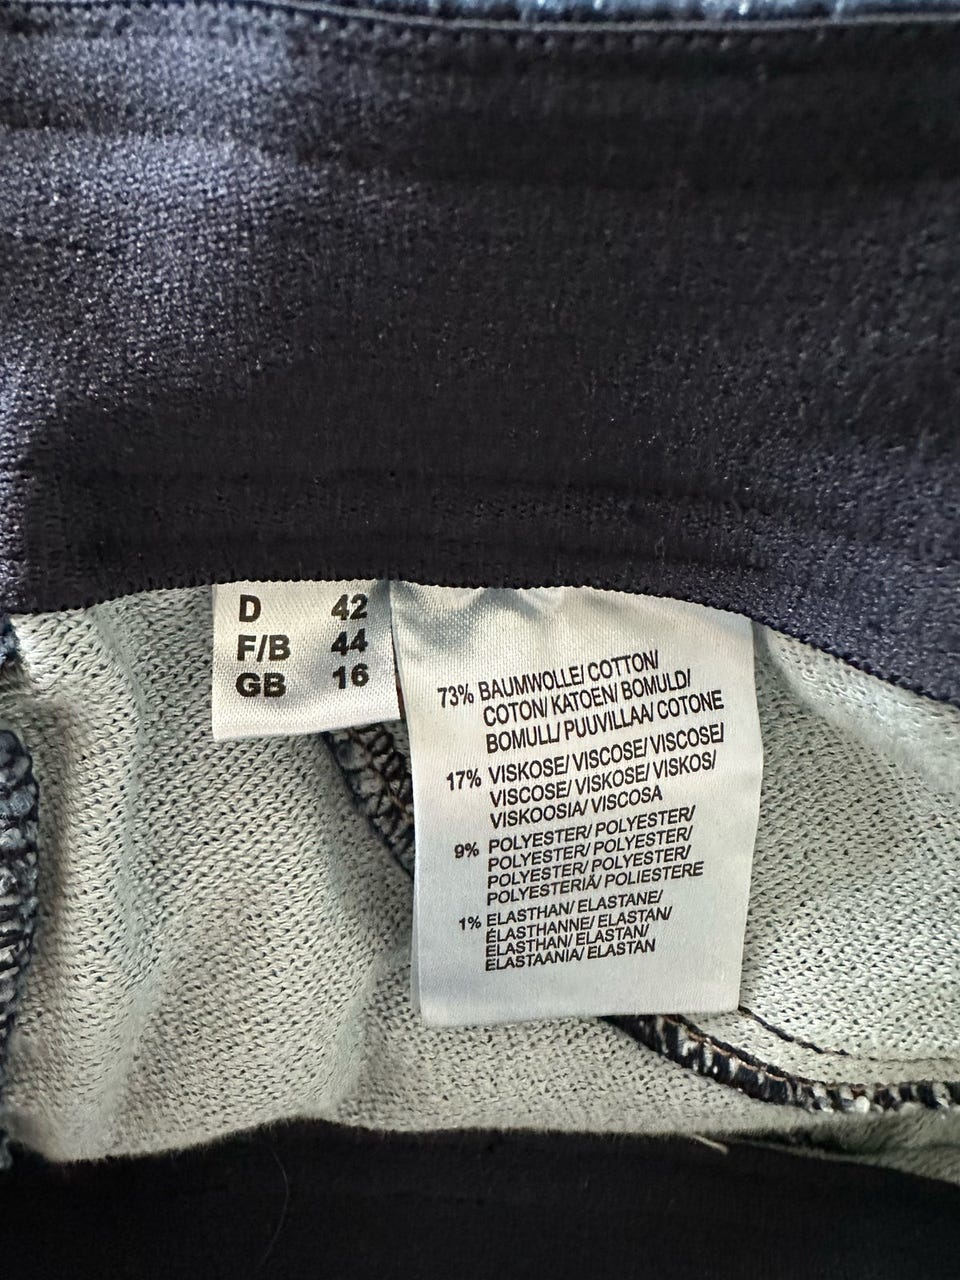 D 42
F/B 44
GB 16
73% BAUMWOLLE/ COTTON/
COTON/ KATOEN/ BOMULD/
BOMULL/ PUUVILLAA/ COTONE
17% VISKOSE/ VISCOSE/ VISCOSE/
VISCOSE/ VISKOSE/ VISKOS/
VISKOOSIA/ VISCOSA
9% POLYESTER/ POLYESTER/
POLYESTER/ POLYESTER/
POLYESTER/ POLYESTER/
POLYESTERIÄ/ POLIESTERE
1% ELASTHAN/ ELASTANE/
ÉLASTHANNE/ ELASTAN/
ELASTHAN/ ELASTAN/
ELASTAANIA/ ELASTAN